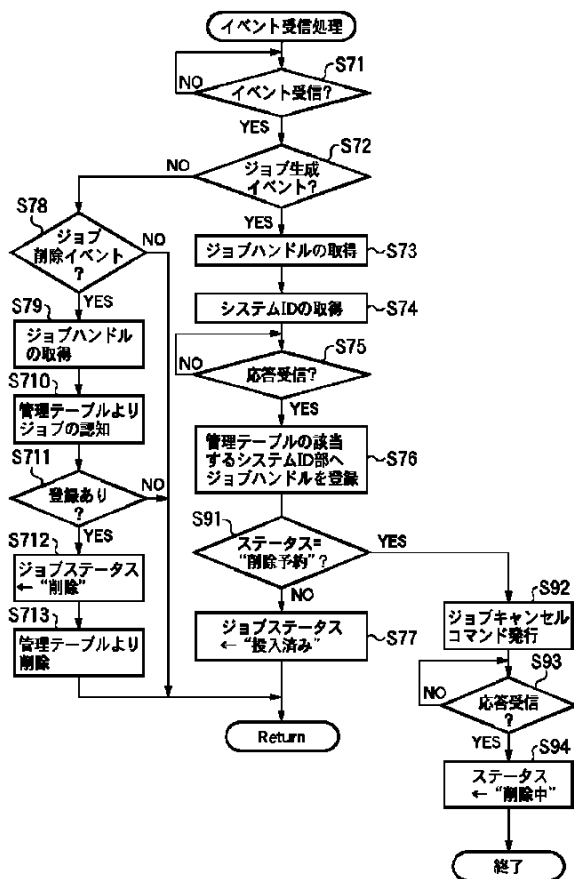 イベント受信処理
S71
イベント受信?
NO
YES
S72
ジョブ生成
イベント?
NO
YES
S78
ジョブ
削除イベント
?
NO
YES
ジョブハンドルの取得
S73
S79
ジョブハンドル
の取得
システムIDの取得
S74
S75
応答受信?
NO
YES
S710
管理テーブルより
ジョブの認知
管理テーブルの該当
するシステムID部へ
ジョブハンドルを登録
S76
S711
登録あり
?
NO
YES
S91
ステータス=
“削除予約”?
YES
NO
S712
ジョブステータス
← “削除”
S92
ジョブキャンセル
コマンド発行
ジョブステータス
← “投入済み”
S77
S713
管理テーブルより
削除
S93
応答受信
?
NO
YES
Return
S94
ステータス
← “削除中”
終了